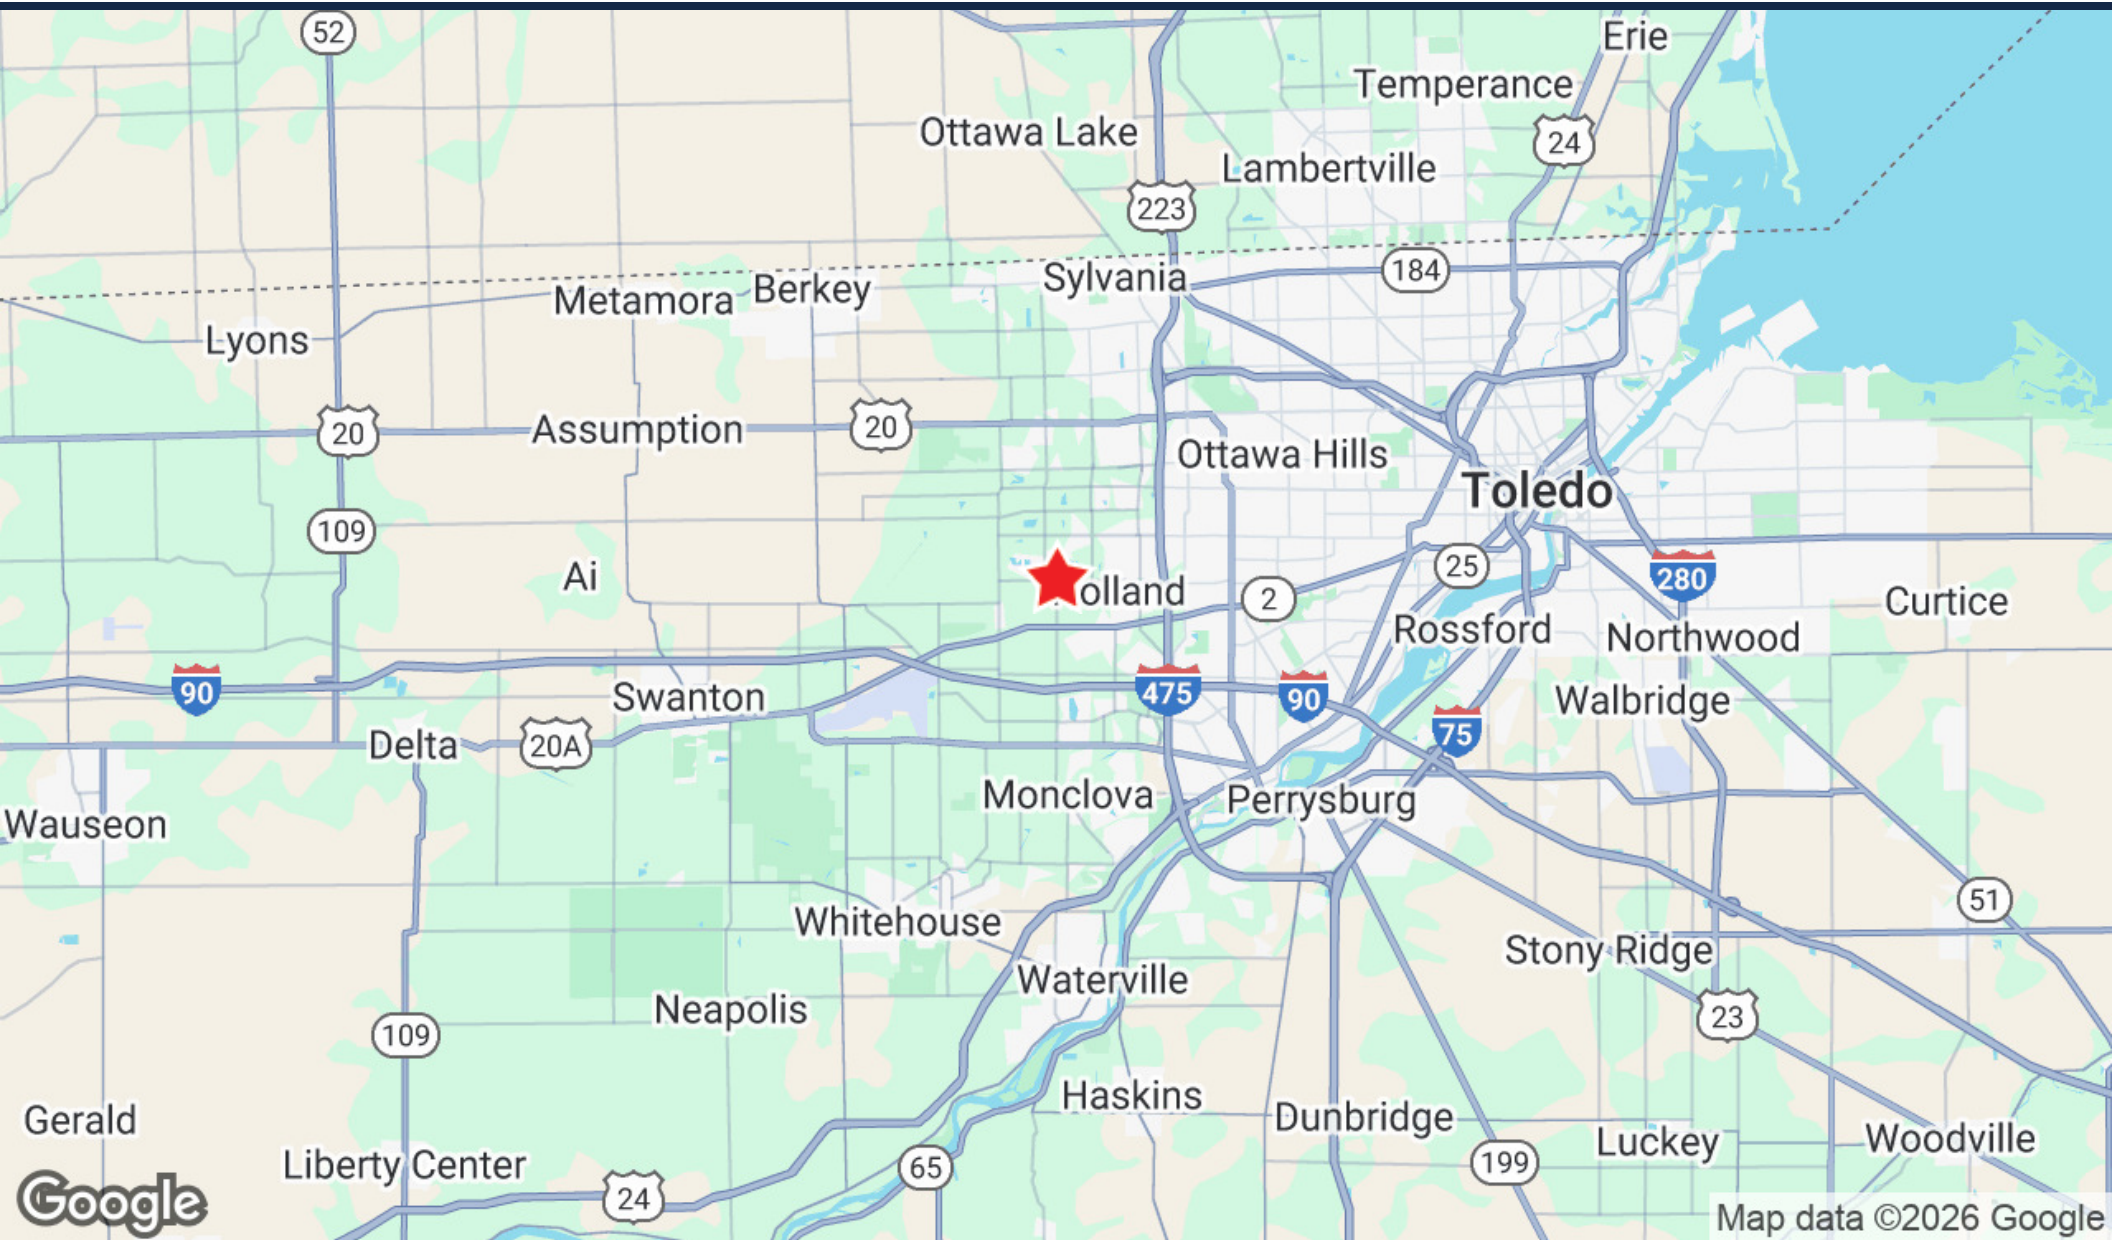 52
Erie
Temperance
Ottawa Lake
24
Lambertville
223
Sylvania
184
Metamora
Berkey
Lyons
20
Assumption
20
Ottawa Hills
Toledo
109
Ai
olland
2
25
280
Curtice
Rossford
Northwood
90
Swanton
475
90
Walbridge
75
Delta
20A
Monclova
Perrysburg
Wauseon
51
Whitehouse
Stony Ridge
Waterville
Neapolis
23
109
Haskins
Gerald
Dunbridge
Luckey
Woodville
Liberty Center
65
199
24
Google
Map data ©2026 Google